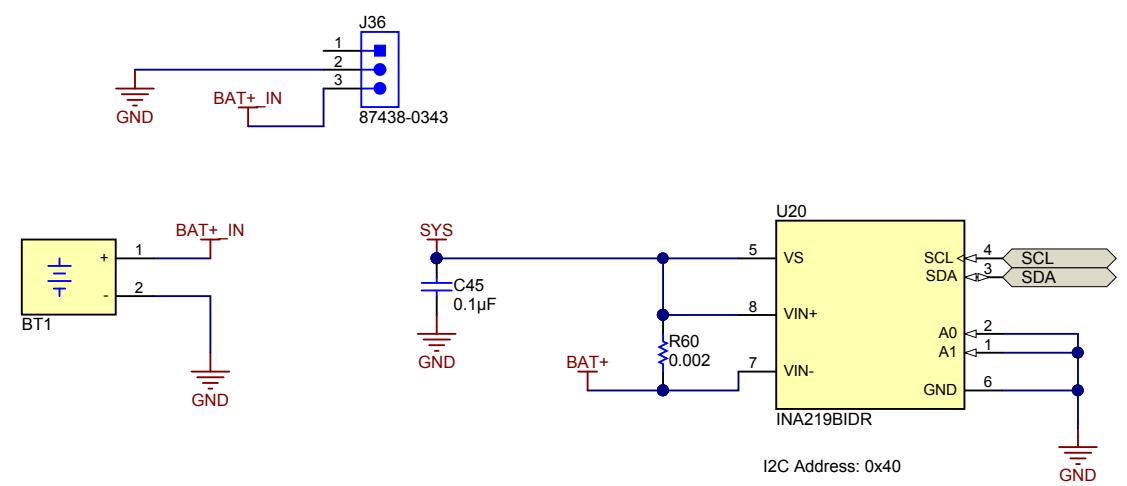 J36
1
2
3
GND
BAT+_IN
87438-0343
BAT+_IN
+
1
-
2
BT1
GND
SYS
C45
0.1µF
GND
BAT+
R60
0.002
U20
5
VS
8
VIN+
7
VIN-
SCL
4
SCL
SDA
3
SDA
A0
2
A1
1
GND
6
INA219BIDR
I2C Address: 0x40
GND